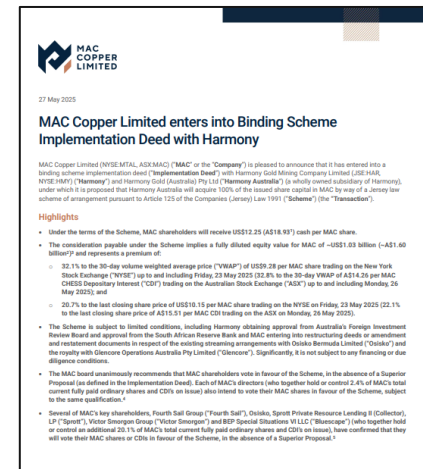 MAC
COPPER
LIMITED
27 May 2025
MAC Copper Limited enters into Binding Scheme
Implementation Deed with Harmony
MAC Copper Limited (NYSE:MTAL, ASX:MAC) ("MAC" or the "Company") is pleased to announce that it has entered into a
binding scheme implementation deed ("Implementation Deed") with Harmony Gold Mining Company Limited (JSE:HAR,
NYSE:HMY) ("Harmony") and Harmony Gold (Australia) Pty Ltd ("Harmony Australia") (a wholly owned subsidiary of Harmony),
under which it is proposed that Harmony Australia will acquire 100% of the issued share capital in MAC by way of a Jersey law
scheme of arrangement pursuant to Article 125 of the Companies (Jersey) Law 1991 ("Scheme") (the "Transaction").
Highlights
• Under the terms of the Scheme, MAC shareholders will receive US$12.25 (A$18.93¹) cash per MAC share.
• The consideration payable under the Scheme implies a fully diluted equity value for MAC of ~US$1.03 billion (~A$1.60
billion²)³ and represents a premium of:
○ 32.1% to the 30-day volume weighted average price ("VWAP") of US$9.28 per MAC share trading on the New York
Stock Exchange ("NYSE") up to and including Friday, 23 May 2025 (32.8% to the 30-day VWAP of A$14.26 per MAC
CHESS Depositary Interest ("CDI") trading on the Australian Stock Exchange ("ASX") up to and including Monday, 26
May 2025); and
○ 20.7% to the last closing share price of US$10.15 per MAC share trading on the NYSE on Friday, 23 May 2025 (22.1%
to the last closing share price of A$15.51 per MAC CDI trading on the ASX on Monday, 26 May 2025).
• The Scheme is subject to limited conditions, including Harmony obtaining approval from Australia's Foreign Investment
Review Board and approval from the South African Reserve Bank and MAC entering into restructuring deeds or amendment
and restatement documents in respect of the existing streaming arrangements with Osisko Bermuda Limited ("Osisko") and
the royalty with Glencore Operations Australia Pty Limited ("Glencore"). Significantly, it is not subject to any financing or due
diligence conditions.
• The MAC board unanimously recommends that MAC shareholders vote in favour of the Scheme, in the absence of a Superior
Proposal (as defined in the Implementation Deed). Each of MAC's directors (who together hold or control 2.4% of MAC's total
current fully paid ordinary shares and CDI's on issue) also intend to vote their MAC shares in favour of the Scheme, subject
to the same qualification.⁴
• Several of MAC's key shareholders, Fourth Sail Group ("Fourth Sail"), Osisko, Sprott Private Resource Lending II (Collector),
LP ("Sprott"), Victor Smorgon Group ("Victor Smorgon") and BEP Special Situations VI LLC ("Bluescape") (who together hold
or control an additional 20.1% of MAC's total current fully paid ordinary shares and CDI's on issue), have confirmed that they
will vote their MAC shares or CDIs in favour of the Scheme, in the absence of a Superior Proposal.⁵